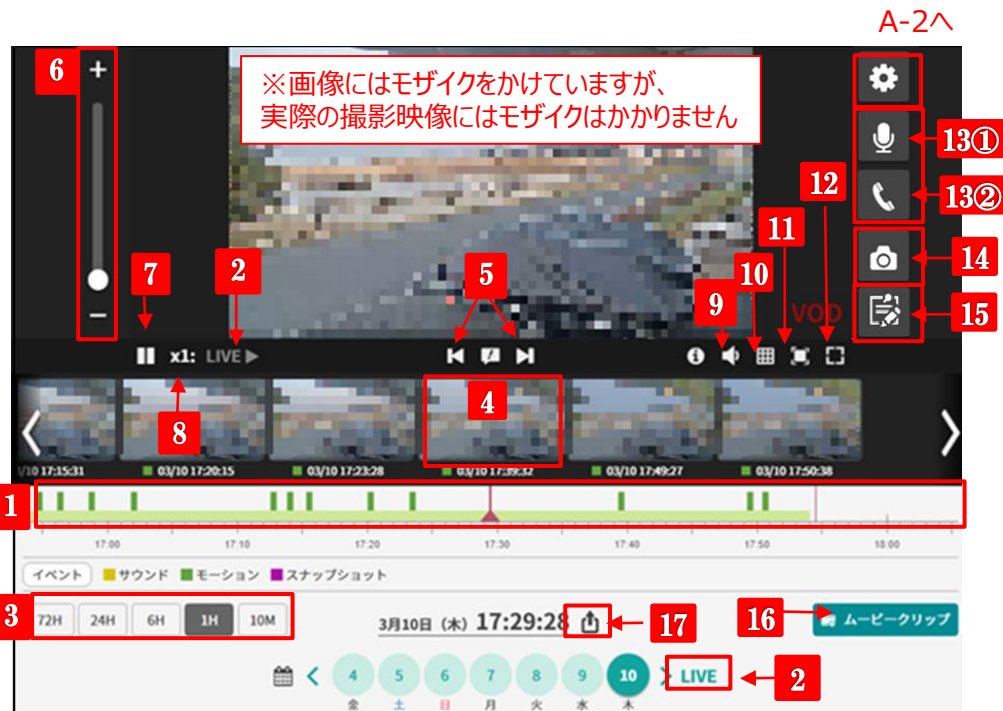 A-2へ
6
※画像にはモザイクをかけていますが、
実際の撮影映像にはモザイクはかかりません
13①
13②
12
11
14
7
2
5
10
9
VOD
15
x1: LIVE
4
8
/10 17:15:31
03/10 17:20:15
03/10 17:23:28
03/10 17:39:32
03/10 17:49:27
03/10 17:50:38
1
17:00
17:10
17:20
17:30
17:40
17:50
18:00
イベント サウンド モーション スナップショット
3
72H 24H 6H 1H 10M
3月10日 (木) 17:29:28
17
16
ムービークリップ
4 5 6 7 8 9 10 LIVE
2
金 土 日 月 火 水 木